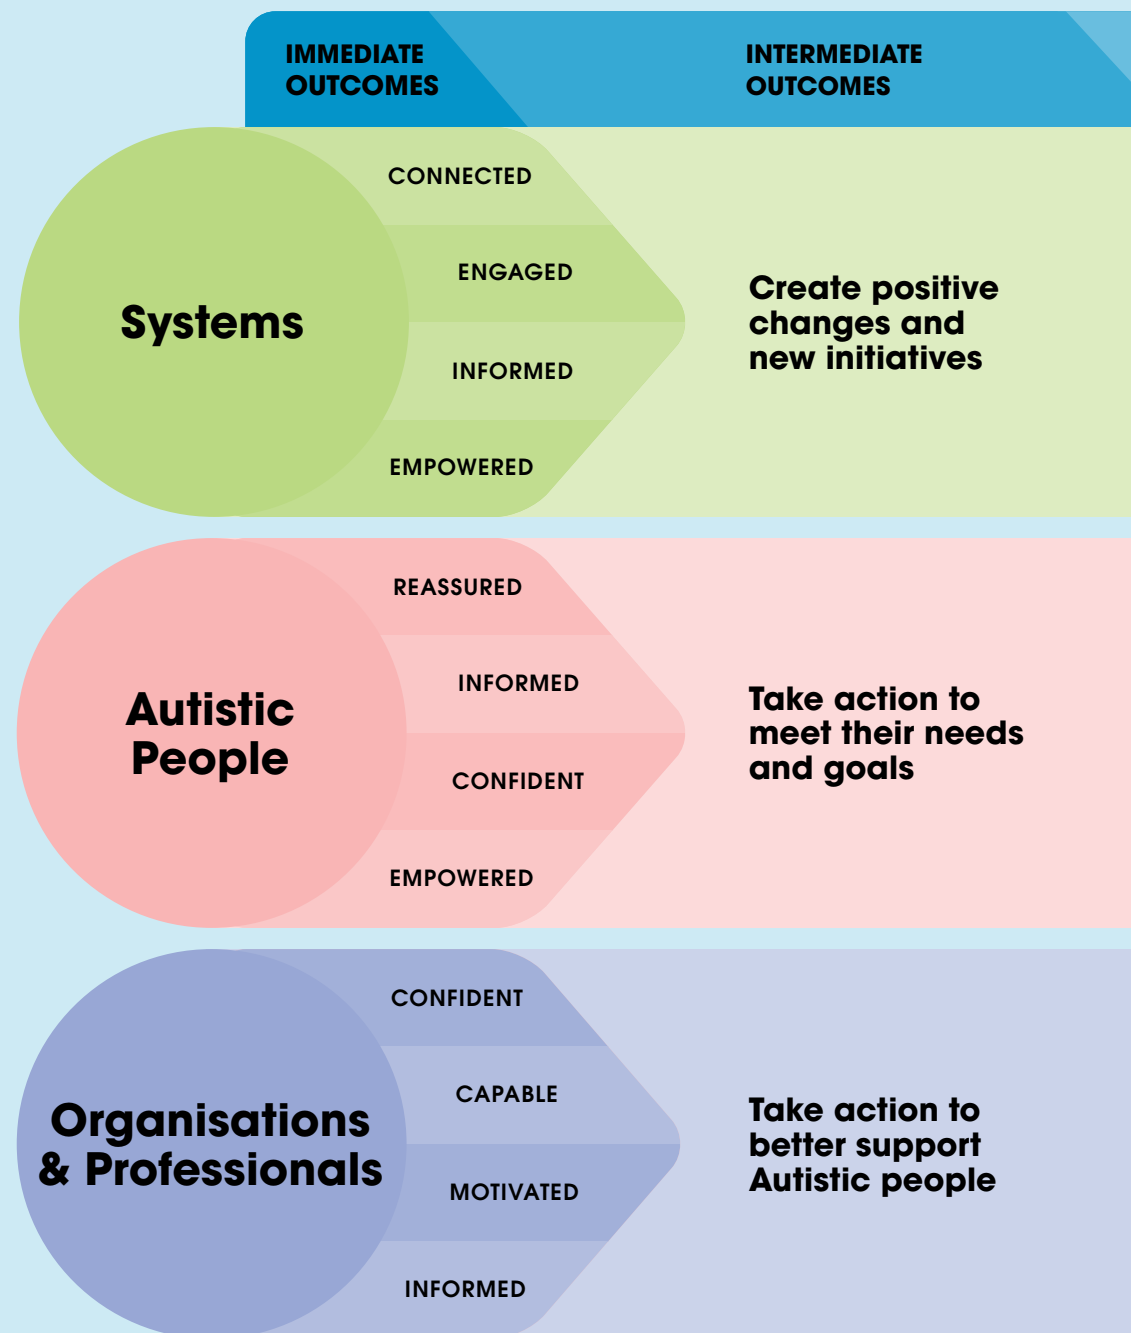 IMMEDIATE
OUTCOMES
INTERMEDIATE
OUTCOMES
Systems
CONNECTED
ENGAGED
INFORMED
EMPOWERED
Create positive
changes and
new initiatives
Autistic
People
REASSURED
INFORMED
CONFIDENT
EMPOWERED
Take action to
meet their needs
and goals
Organisations
& Professionals
CONFIDENT
CAPABLE
MOTIVATED
INFORMED
Take action to
better support
Autistic people